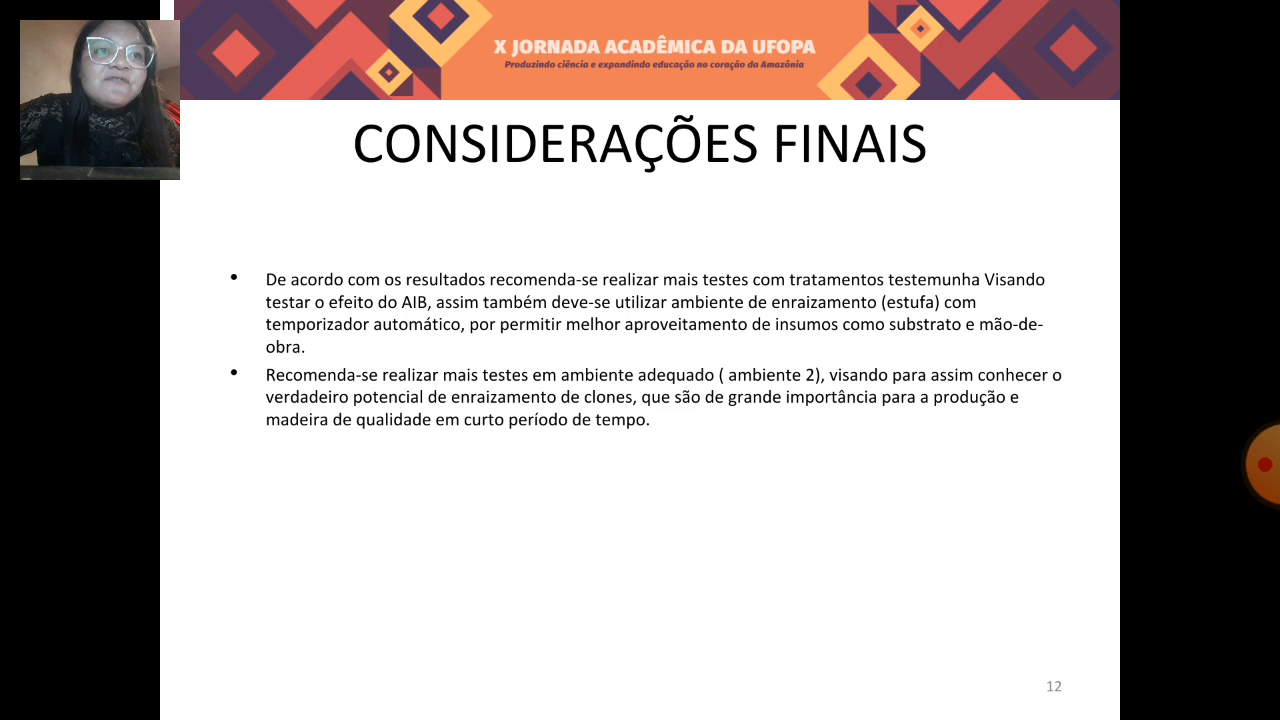 X JORNADA ACADÊMICA DA UFOPA
Produzindo ciência e expandindo educação no coração da Amazônia
CONSIDERAÇÕES FINAIS
• De acordo com os resultados recomenda-se realizar mais testes com tratamentos testemunha Visando
testar o efeito do AIB, assim também deve-se utilizar ambiente de enraizamento (estufa) com
temporizador automático, por permitir melhor aproveitamento de insumos como substrato e mão-de-
obra.
• Recomenda-se realizar mais testes em ambiente adequado ( ambiente 2), visando para assim conhecer o
verdadeiro potencial de enraizamento de clones, que são de grande importância para a produção e
madeira de qualidade em curto período de tempo.
12